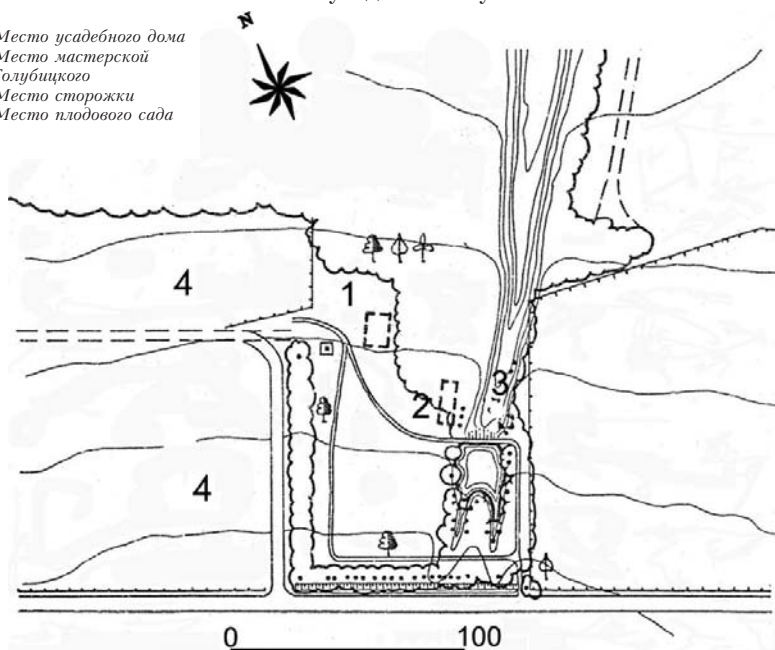 N
Место усадебного дома
Место мастерской
Голубицкого
Место сторожки
Место плодового сада
4
1
3
2
4
0 100